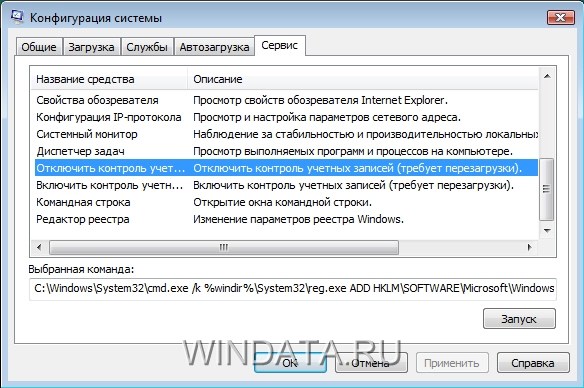 Конфигурация системы
Общие Загрузка Службы Автозагрузка Сервис
Название средства Описание
Свойства обозревателя Просмотр свойств обозревателя Internet Explorer.
Конфигурация IP-протокола Просмотр и настройка параметров сетевого адреса.
Системный монитор Наблюдение за стабильностью и производительностью локальных
Диспетчер задач Просмотр выполняемых программ и процессов на компьютере.
Отключить контроль учет... Отключить контроль учетных записей (требует перезагрузки).
Включить контроль учетн... Включить контроль учетных записей (требует перезагрузки).
Командная строка Открытие окна командной строки.
Редактор реестра Изменение параметров реестра Windows.
Выбранная команда:
C:\Windows\System32\cmd.exe /k %windir%\System32\reg.exe ADD HKLM\SOFTWARE\Microsoft\Windows
Запуск
WINDATA.RU
ОК Отмена Применить Справка